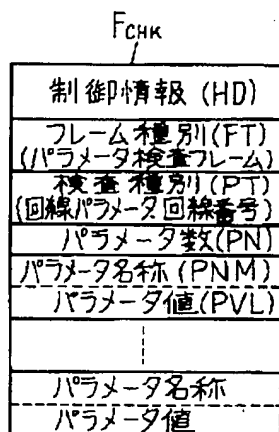 FCHK
制御情報 (HD)
フレーム種別(FT)
(パラメータ検査フレーム)
検査種別(PT)
(回線パラメータ.回線番号)
パラメータ数(PN)
パラメータ名称(PNM)
パラメータ値(PVL)
パラメータ名称
パラメータ値